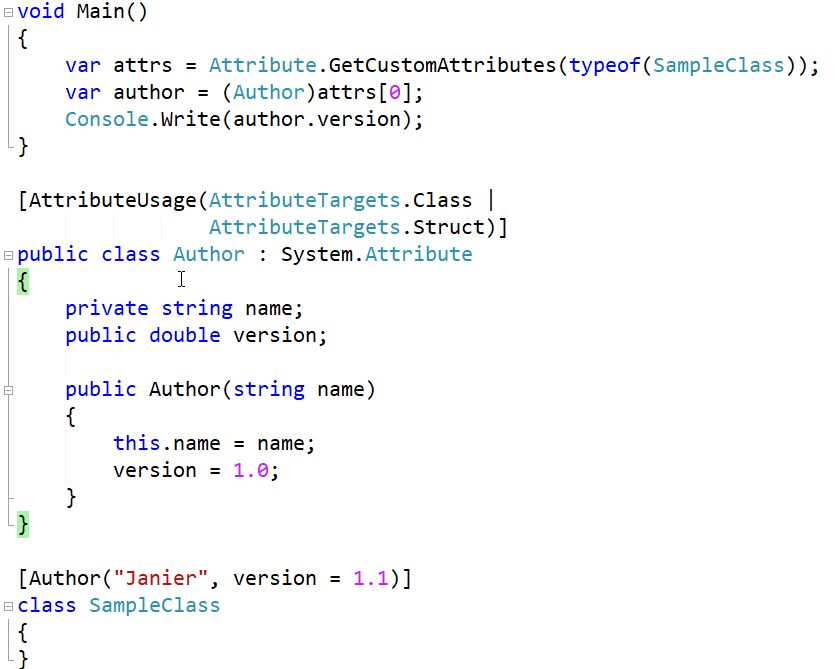 void Main()
{
    var attrs = Attribute.GetCustomAttributes(typeof(SampleClass));
    var author = (Author)attrs[0];
    Console.Write(author.version);
}

[AttributeUsage(AttributeTargets.Class |
                AttributeTargets.Struct)]
public class Author : System.Attribute
{
    private string name;
    public double version;

    public Author(string name)
    {
        this.name = name;
        version = 1.0;
    }
}

[Author("Janier", version = 1.1)]
class SampleClass
{
}